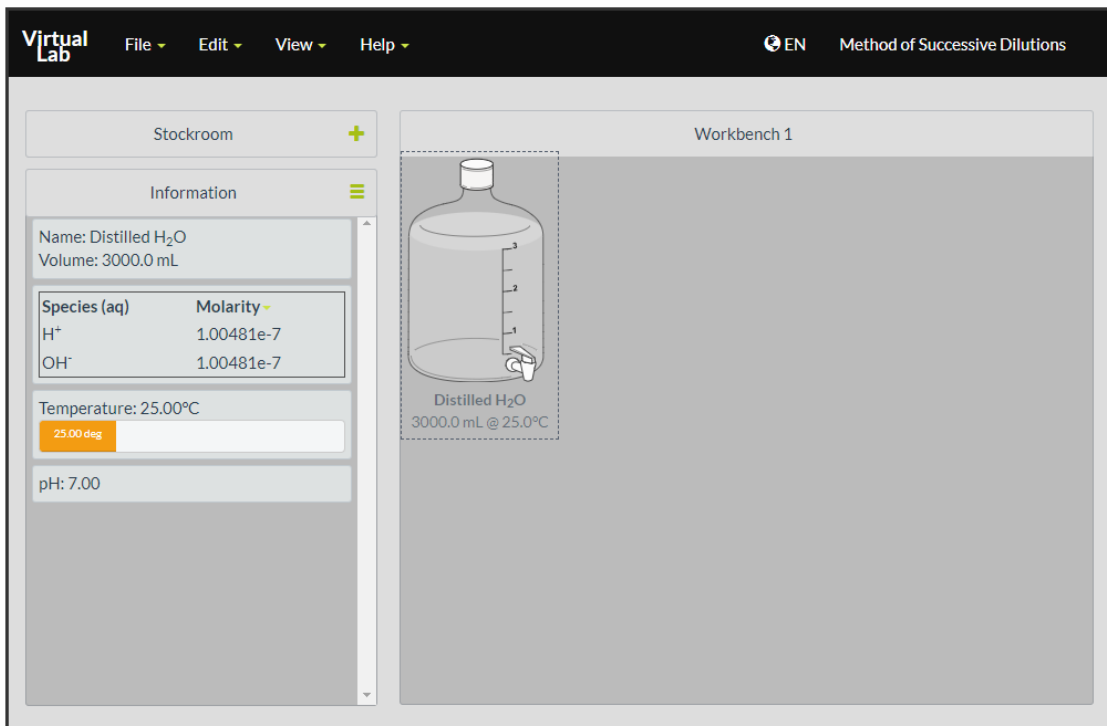 Virtual Lab File Edit View Help EN Method of Successive Dilutions
Stockroom
Information
Name: Distilled H₂O
Volume: 3000.0 mL
Species (aq) Molarity
H⁺ 1.00481e-7
OH⁻ 1.00481e-7
Temperature: 25.00°C
25.00 deg
pH: 7.00
Workbench 1
3
2
1
Distilled H₂O
3000.0 mL @ 25.0°C